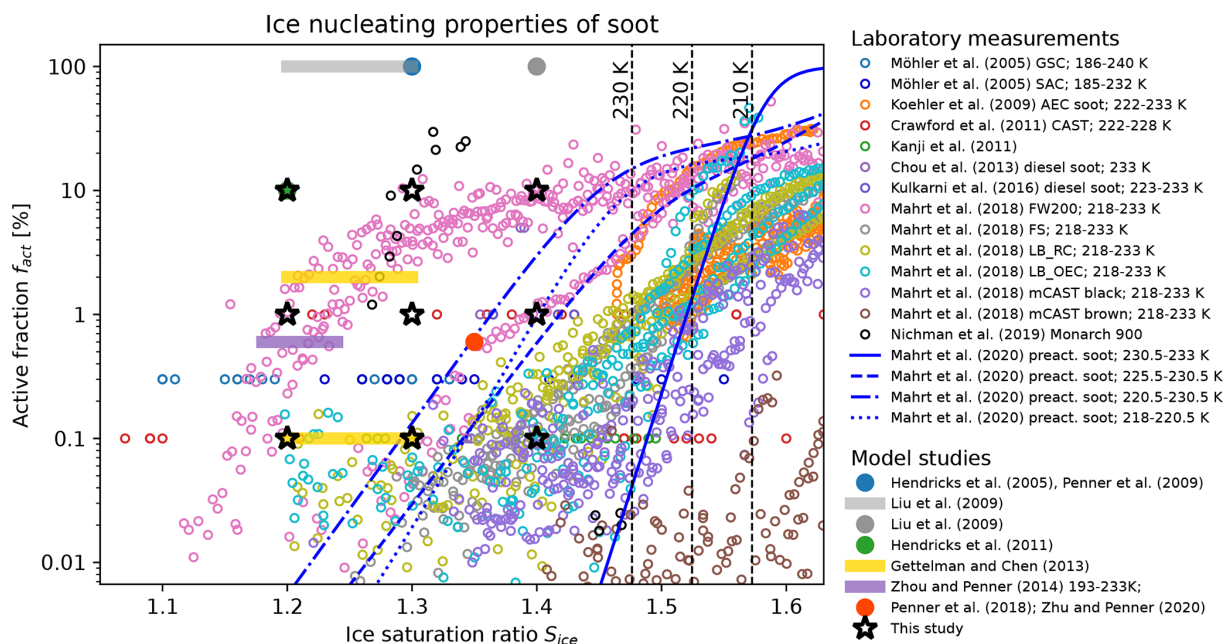 Ice nucleating properties of soot
Active fraction f_act [%]
100
10
1
0.1
0.01
230 K
220 K
210 K
1.1
1.2
1.3
1.4
1.5
1.6
Ice saturation ratio S_ice
Laboratory measurements
Möhler et al. (2005) GSC; 186-240 K
Möhler et al. (2005) SAC; 185-232 K
Koehler et al. (2009) AEC soot; 222-233 K
Crawford et al. (2011) CAST; 222-228 K
Kanji et al. (2011)
Chou et al. (2013) diesel soot; 233 K
Kulkarni et al. (2016) diesel soot; 223-233 K
Mahrt et al. (2018) FW200; 218-233 K
Mahrt et al. (2018) FS; 218-233 K
Mahrt et al. (2018) LB_RC; 218-233 K
Mahrt et al. (2018) LB_OEC; 218-233 K
Mahrt et al. (2018) mCAST black; 218-233 K
Mahrt et al. (2018) mCAST brown; 218-233 K
Nichman et al. (2019) Monarch 900
Mahrt et al. (2020) preact. soot; 230.5-233 K
Mahrt et al. (2020) preact. soot; 225.5-230.5 K
Mahrt et al. (2020) preact. soot; 220.5-230.5 K
Mahrt et al. (2020) preact. soot; 218-220.5 K
Model studies
Hendricks et al. (2005), Penner et al. (2009)
Liu et al. (2009)
Liu et al. (2009)
Hendricks et al. (2011)
Gettelman and Chen (2013)
Zhou and Penner (2014) 193-233K;
Penner et al. (2018); Zhu and Penner (2020)
This study